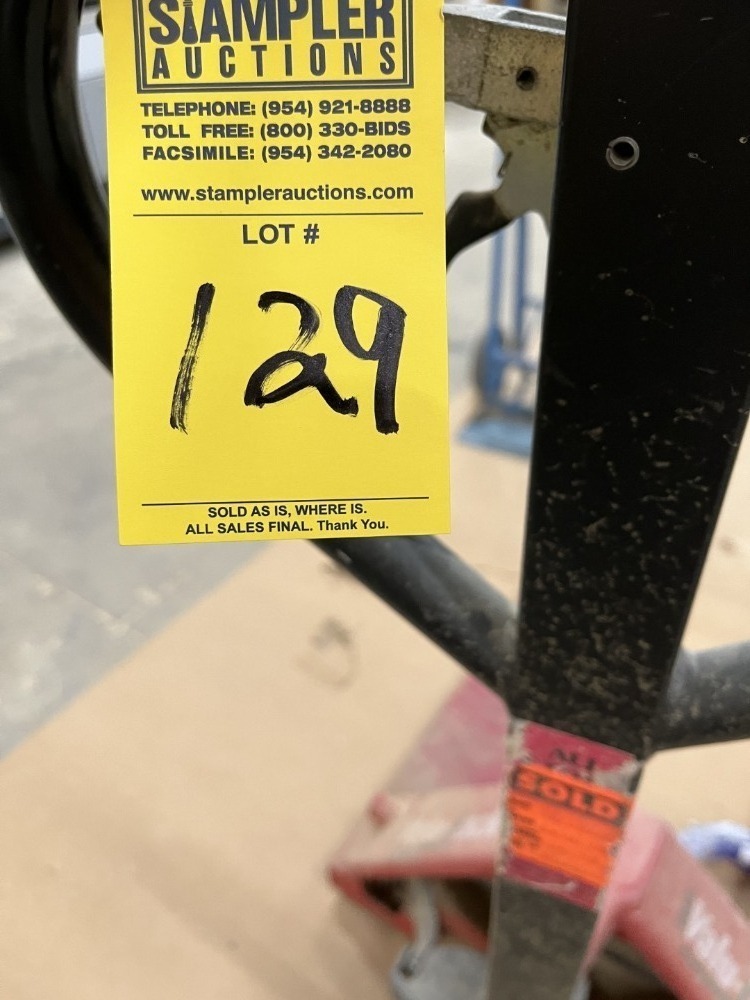 STAMPLER
AUCTIONS
TELEPHONE: (954) 921-8888
TOLL FREE: (800) 330-BIDS
FACSIMILE: (954) 342-2080
www.stamplerauctions.com
LOT #
129
SOLD AS IS, WHERE IS.
ALL SALES FINAL. Thank You.
SOLD
Yale